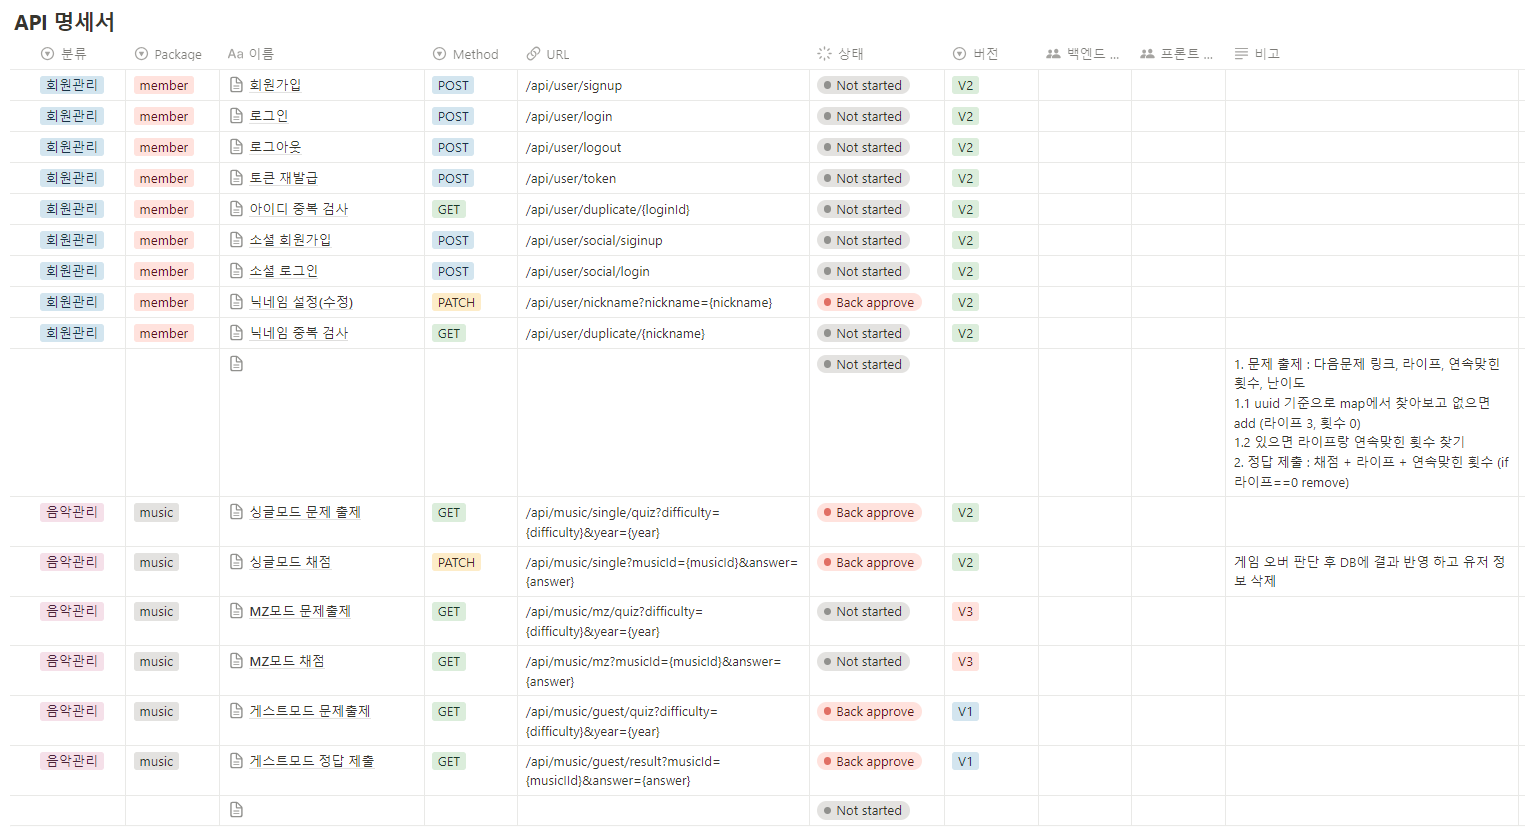 API 명세서
분류 Package Aa 이름 Method URL 상태 버전 백엔드 ... 프론트 ... 비고
회원관리 member 회원가입 POST /api/user/signup Not started V2
회원관리 member 로그인 POST /api/user/login Not started V2
회원관리 member 로그아웃 POST /api/user/logout Not started V2
회원관리 member 토큰 재발급 POST /api/user/token Not started V2
회원관리 member 아이디 중복 검사 GET /api/user/duplicate/{loginId} Not started V2
회원관리 member 소셜 회원가입 POST /api/user/social/siginup Not started V2
회원관리 member 소셜 로그인 POST /api/user/social/login Not started V2
회원관리 member 닉네임 설정(수정) PATCH /api/user/nickname?nickname={nickname} Back approve V2
회원관리 member 닉네임 중복 검사 GET /api/user/duplicate/{nickname} Not started V2
Not started 1. 문제 출제 : 다음문제 링크, 라이프, 연속맞힌
횟수, 난이도
1.1 uuid 기준으로 map에서 찾아보고 없으면
add (라이프 3, 횟수 0)
1.2 있으면 라이프랑 연속맞힌 횟수 찾기
2. 정답 제출 : 채점 + 라이프 + 연속맞힌 횟수 (if
라이프==0 remove)
음악관리 music 싱글모드 문제 출제 GET /api/music/single/quiz?difficulty= Back approve V2
{difficulty}&year={year}
음악관리 music 싱글모드 채점 PATCH /api/music/single?musicId={musicId}&answer= Back approve V2 게임 오버 판단 후 DB에 결과 반영 하고 유저 정
{answer} 보 삭제
음악관리 music MZ모드 문제출제 GET /api/music/mz/quiz?difficulty= Not started V3
{difficulty}&year={year}
음악관리 music MZ모드 채점 GET /api/music/mz?musicId={musicId}&answer= Not started V3
{answer}
음악관리 music 게스트모드 문제출제 GET /api/music/guest/quiz?difficulty= Back approve V1
{difficulty}&year={year}
음악관리 music 게스트모드 정답 제출 GET /api/music/guest/result?musicId= Back approve V1
{musicIId}&answer={answer}
Not started